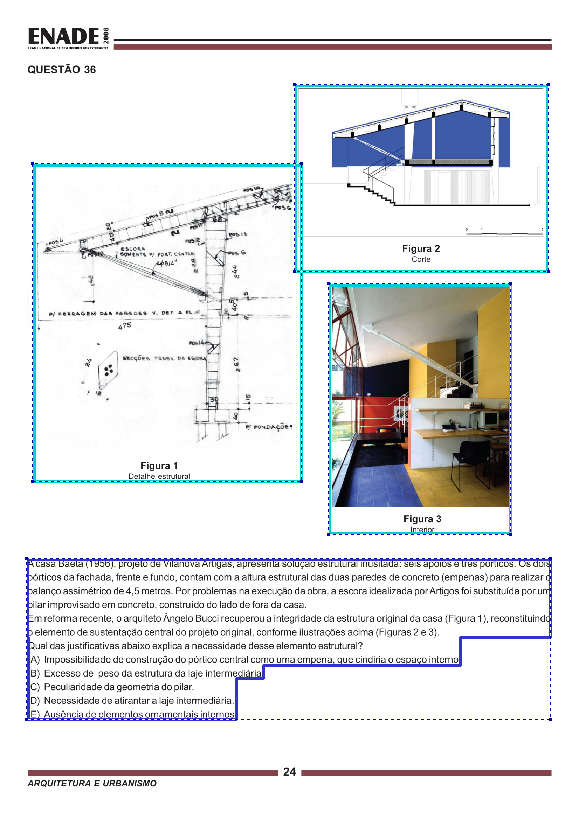 ENADE 2008
QUESTÃO 36
Figura 2
Corte
ESCORA
SOMENTE P/ PORT. CENTRAL
P/ FERRAGEM DAS PAREDES V. DET. A
475
SECÇÕES TRANSV. DA ESCORA
30
P/ FUNDAÇÕES
Figura 1
Detalhe estrutural
Figura 3
Interior
A casa Baeta (1956), projeto de Vilanova Artigas, apresenta solução estrutural inusitada: seis apoios e três pórticos. Os dois
pórticos da fachada, frente e fundo, contam com a altura estrutural das duas paredes de concreto (empenas) para realizar o
balanço assimétrico de 4,5 metros. Por problemas na execução da obra, a escora idealizada por Artigos foi substituída por um
pilar improvisado em concreto, construído do lado de fora da casa.
Em reforma recente, o arquiteto Ângelo Bucci recuperou a integridade da estrutura original da casa (Figura 1), reconstituindo
o elemento de sustentação central do projeto original, conforme ilustrações acima (Figuras 2 e 3).
Qual das justificativas abaixo explica a necessidade desse elemento estrutural?
(A) Impossibilidade de construção do pórtico central como uma empena, que cindiria o espaço interno.
(B) Excesso de peso da estrutura da laje intermediária.
(C) Peculiaridade da geometria do pilar.
(D) Necessidade de atirantar a laje intermediária.
(E) Ausência de elementos ornamentais internos.
24
ARQUITETURA E URBANISMO